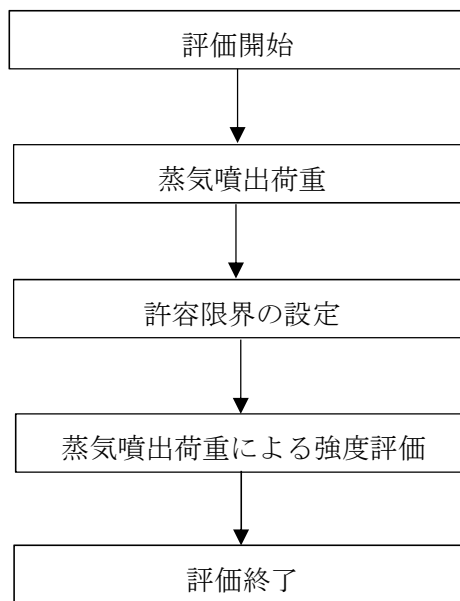 評価開始
蒸気噴出荷重
許容限界の設定
蒸気噴出荷重による強度評価
評価終了